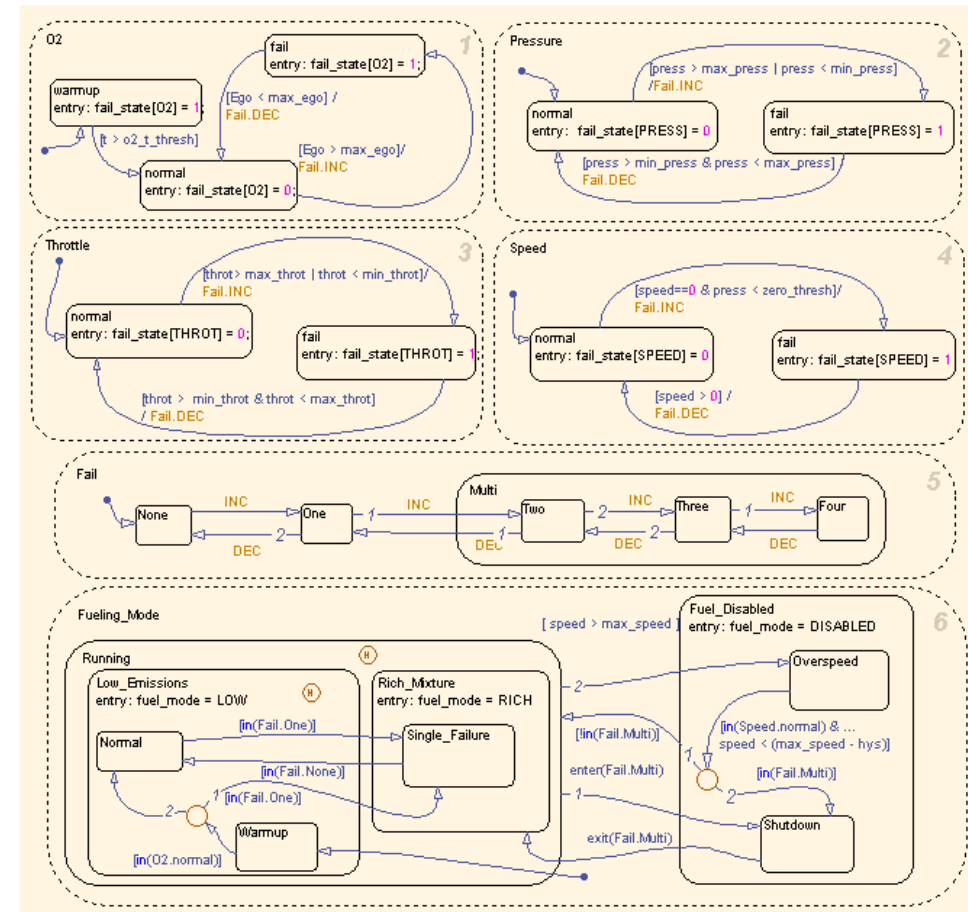 O2
1
fail
entry: fail_state[O2] = 1;
warmup
entry: fail_state[O2] = 1;
[Ego < max_ego] /
Fail.DEC
[t > o2_t_thresh]
[Ego > max_ego]/
Fail.INC
normal
entry: fail_state[O2] = 0;
Pressure
2
[press > max_press | press < min_press]
/Fail.INC
normal
entry: fail_state[PRESS] = 0
fail
entry: fail_state[PRESS] = 1
[press > min_press & press < max_press]
Fail.DEC
Throttle
3
[throt> max_throt | throt < min_throt]/
Fail.INC
normal
entry: fail_state[THROT] = 0;
fail
entry: fail_state[THROT] = 1;
[throt > min_throt & throt < max_throt]
/ Fail.DEC
Speed
4
[speed==0 & press < zero_thresh]/
Fail.INC
normal
entry: fail_state[SPEED] = 0
fail
entry: fail_state[SPEED] = 1
[speed > 0] /
Fail.DEC
Fail
5
Multi
None
INC
One
1
INC
Two
2
INC
Three
1
INC
Four
DEC
2
DEC
1
DEC
2
DEC
2
Fueling_Mode
6
[ speed > max_speed ]
Fuel_Disabled
entry: fuel_mode = DISABLED
Running
H
Low_Emissions
entry: fuel_mode = LOW
H
Rich_Mixture
entry: fuel_mode = RICH
Overspeed
2
[in(Fail.One)]
Normal
Single_Failure
[!in(Fail.Multi)]
[in(Speed.normal) & ...
speed < (max_speed - hys)]
1
[in(Fail.None)]
enter(Fail.Multi)
[in(Fail.Multi)]
2
1
[in(Fail.One)]
2
1
Warmup
Shutdown
exit(Fail.Multi)
[in(O2.normal)]